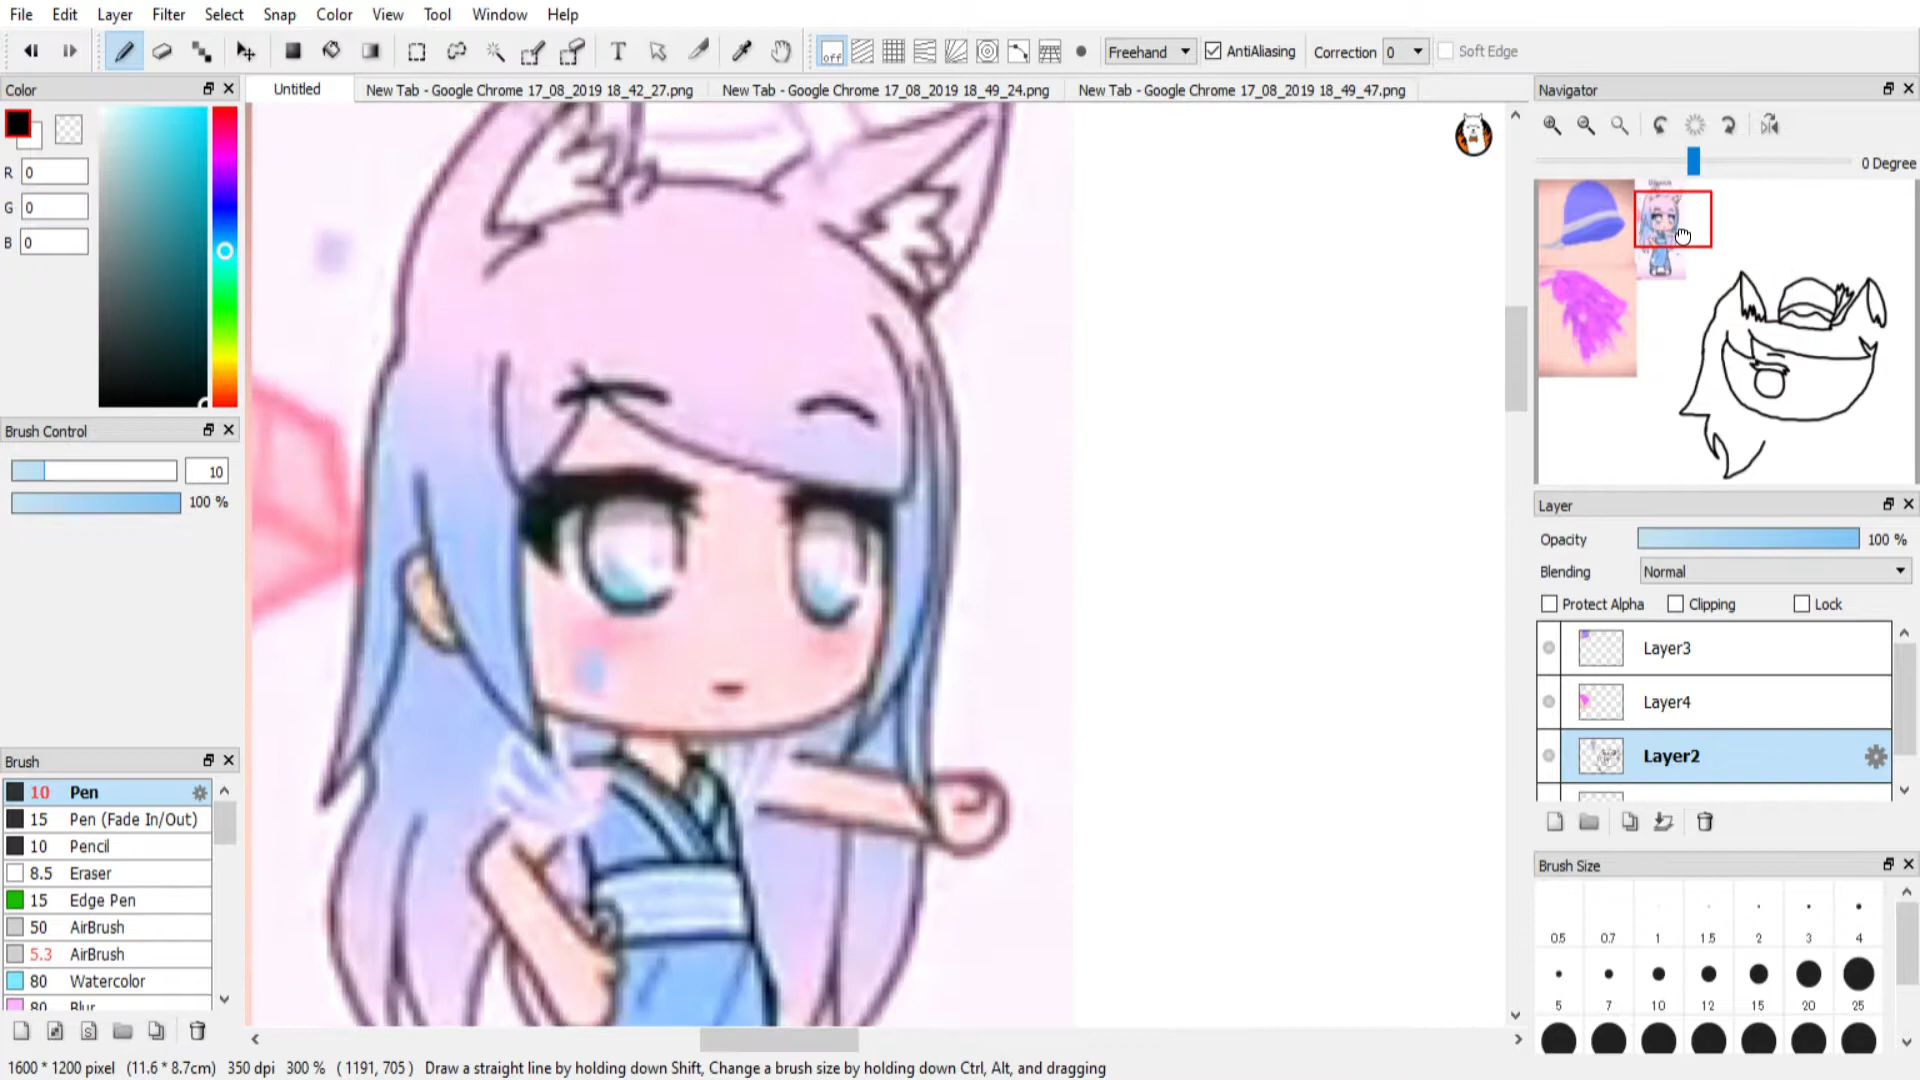 File Edit Layer Filter Select Snap Color View Tool Window Help
T off Freehand AntiAliasing Correction 0 Soft Edge
Color
Untitled New Tab - Google Chrome 17_08_2019 18_42_27.png New Tab - Google Chrome 17_08_2019 18_49_24.png New Tab - Google Chrome 17_08_2019 18_49_47.png
Navigator
R 0
G 0
B 0
0 Degree
Brush Control
10
100 %
Layer
Opacity 100 %
Blending Normal
Protect Alpha Clipping Lock
Layer3
Layer4
Layer2
Brush
10 Pen
15 Pen (Fade In/Out)
10 Pencil
8.5 Eraser
15 Edge Pen
50 AirBrush
5.3 AirBrush
80 Watercolor
80 Blur
Brush Size
0.5 0.7 1 1.5 2 3 4
5 7 10 12 15 20 25
1600 * 1200 pixel (11.6 * 8.7cm) 350 dpi 300 % ( 1191, 705 ) Draw a straight line by holding down Shift, Change a brush size by holding down Ctrl, Alt, and dragging